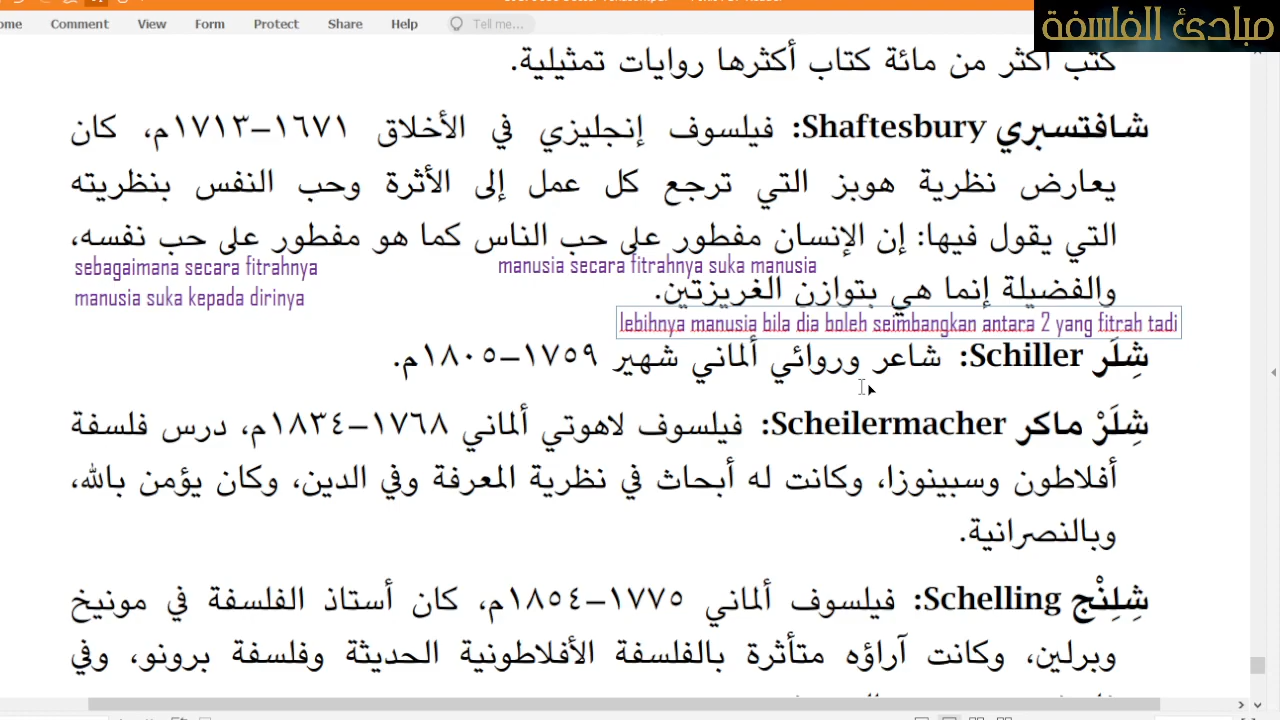 Comment View Form Protect Share Help Tell me...
مبادئ الفلسفة
كتب أكثر من مائة كتاب أكثرها روايات تمثيلية.
شافتسبري Shaftesbury: فيلسوف إنجليزي في الأخلاق ١٦٧١–١٧١٣م، كان
يعارض نظرية هوبز التي ترجع كل عمل إلى الأثرة وحب النفس بنظريته
التي يقول فيها: إن الإنسان مفطور على حب الناس كما هو مفطور على حب نفسه،
manusia secara fitrahnya suka manusia
sebagaimana secara fitrahnya
manusia suka kepada dirinya
والفضيلة إنما هي بتوازن الغريزتين.
lebihnya manusia bila dia boleh seimbangkan antara 2 yang fitrah tadi
شِلَر Schiller: شاعر وروائي ألماني شهير ١٧٥٩–١٨٠٥م.
شِلَرْ ماكر Scheilermacher: فيلسوف لاهوتي ألماني ١٧٦٨–١٨٣٤م، درس فلسفة
أفلاطون وسبينوزا، وكانت له أبحاث في نظرية المعرفة وفي الدين، وكان يؤمن بالله،
وبالنصرانية.
شِلِنْج Schelling: فيلسوف ألماني ١٧٧٥–١٨٥٤م، كان أستاذ الفلسفة في مونيخ
وبرلين، وكانت آراؤه متأثرة بالفلسفة الأفلاطونية الحديثة وفلسفة برونو، وفي